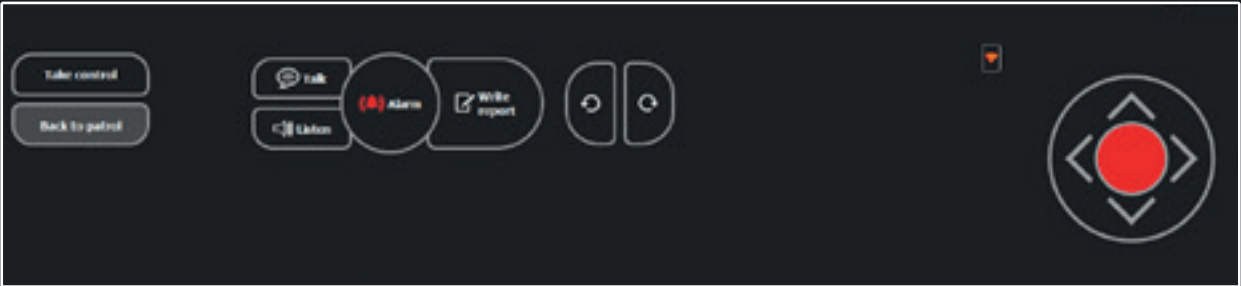 Take control
Back to patrol
Talk
Listen
Alarm
Write
report